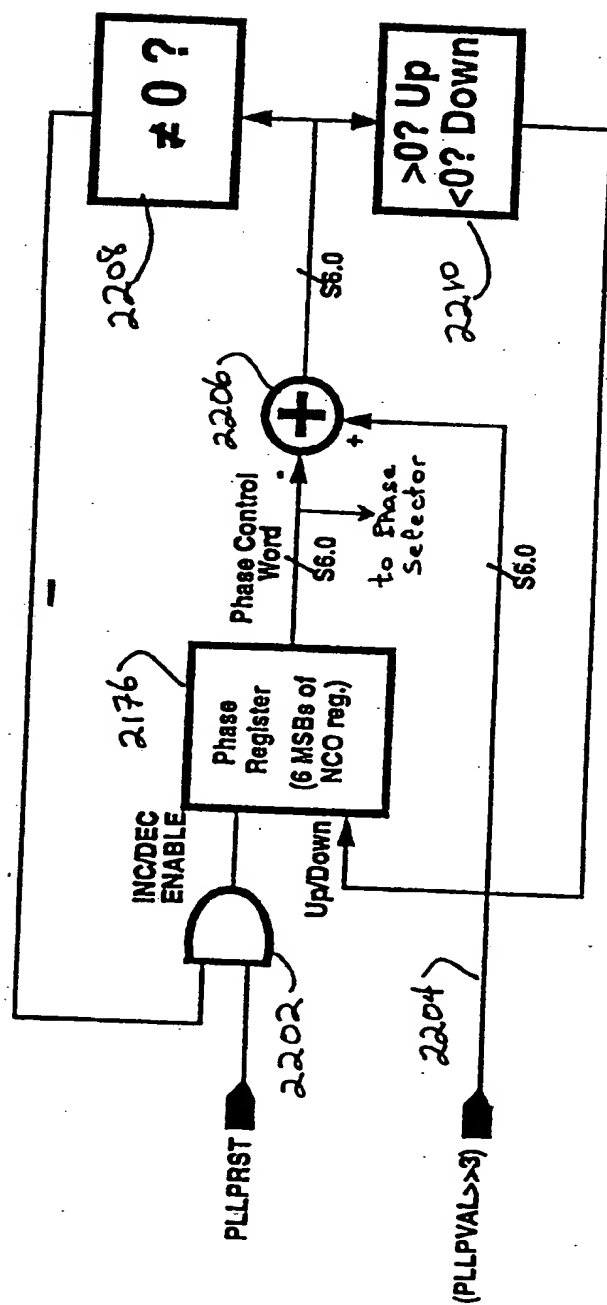 PLLPRST
(PLLPVAL>>3)
2202
2204
INC/DEC
ENABLE
Up/Down
2176
Phase
Register
(6 MSBs of
NCO reg.)
Phase Control
Word
S6.0
to Phase
Selector
2206
+
-
+
S6.0
S6.0
2208
≠ 0 ?
2210
>0? Up
<0? Down